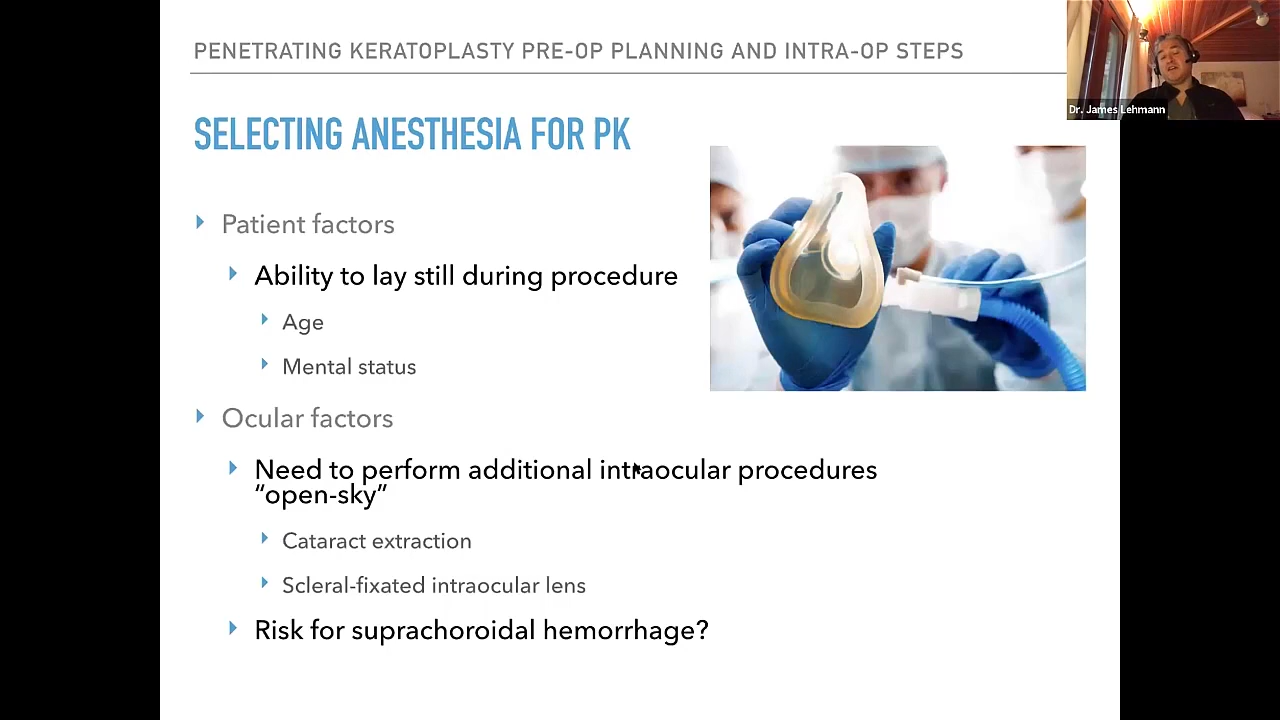 PENETRATING KERATOPLASTY PRE-OP PLANNING AND INTRA-OP STEPS
Dr. James Lehmann
SELECTING ANESTHESIA FOR PK
Patient factors
Ability to lay still during procedure
Age
Mental status
Ocular factors
Need to perform additional intraocular procedures
“open-sky”
Cataract extraction
Scleral-fixated intraocular lens
Risk for suprachoroidal hemorrhage?